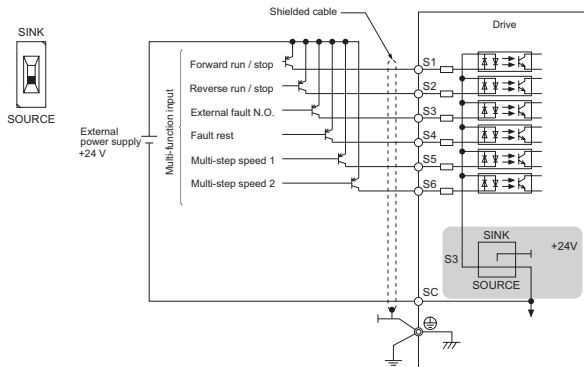 Shielded cable
Drive
SINK
SOURCE
Forward run / stop
Reverse run / stop
External fault N.O.
Fault rest
Multi-step speed 1
Multi-step speed 2
Multi-function input
External
power supply
+24 V
S1
S2
S3
S4
S5
S6
SINK
+24V
S3
SOURCE
SC